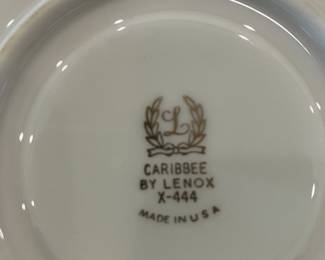 L
CARIBBEE
BY LENOX
X-444
MADE IN USA